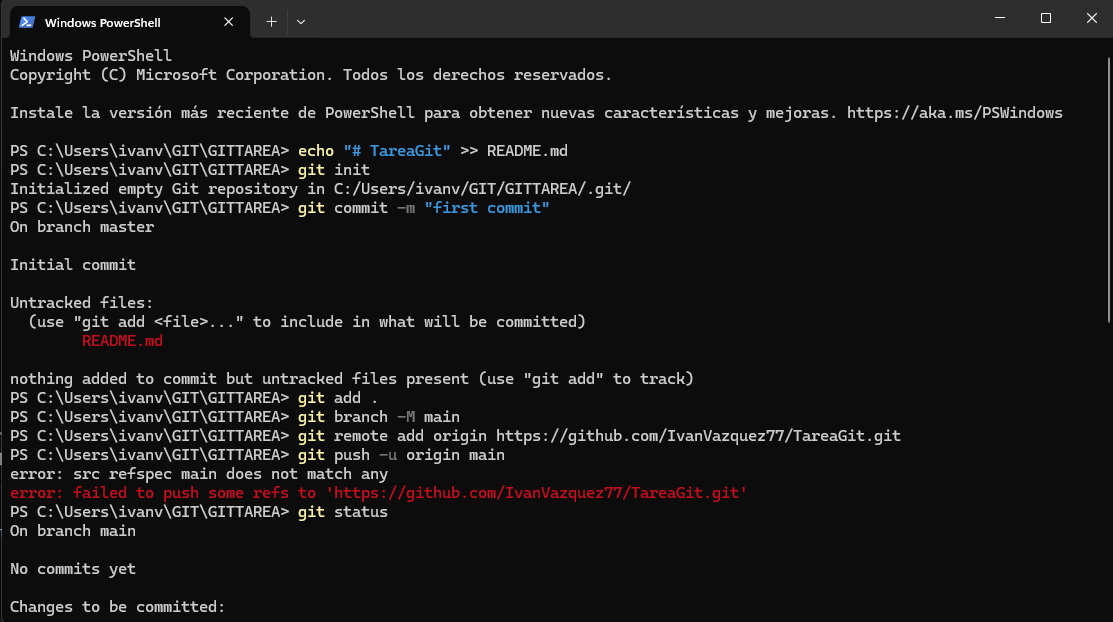 Windows PowerShell
Windows PowerShell
Copyright (C) Microsoft Corporation. Todos los derechos reservados.
Instale la versión más reciente de PowerShell para obtener nuevas características y mejoras. https://aka.ms/PSWindows
PS C:\Users\ivanv\GIT\GITTAREA> echo "# TareaGit" >> README.md
PS C:\Users\ivanv\GIT\GITTAREA> git init
Initialized empty Git repository in C:/Users/ivanv/GIT/GITTAREA/.git/
PS C:\Users\ivanv\GIT\GITTAREA> git commit -m "first commit"
On branch master
Initial commit
Untracked files:
  (use "git add <file>..." to include in what will be committed)
        README.md
nothing added to commit but untracked files present (use "git add" to track)
PS C:\Users\ivanv\GIT\GITTAREA> git add .
PS C:\Users\ivanv\GIT\GITTAREA> git branch -M main
PS C:\Users\ivanv\GIT\GITTAREA> git remote add origin https://github.com/IvanVazquez77/TareaGit.git
PS C:\Users\ivanv\GIT\GITTAREA> git push -u origin main
error: src refspec main does not match any
error: failed to push some refs to 'https://github.com/IvanVazquez77/TareaGit.git'
PS C:\Users\ivanv\GIT\GITTAREA> git status
On branch main
No commits yet
Changes to be committed: